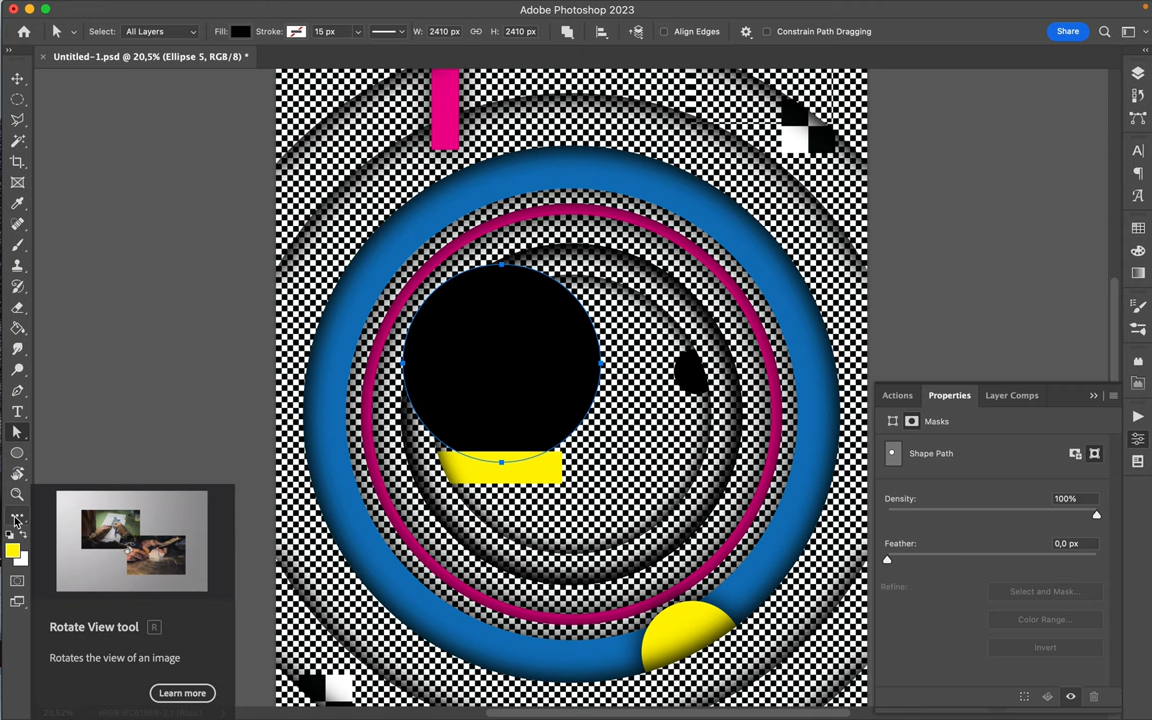 Adobe Photoshop 2023
Select: All Layers Fill: Stroke: 15 px W: 2410 px H: 2410 px Align Edges Constrain Path Dragging Share
Untitled-1.psd @ 20,5% (Ellipse 5, RGB/8) *
Actions Properties Layer Comps
Masks
Shape Path
Density: 100%
Feather: 0,0 px
Refine:
Select and Mask...
Color Range...
Invert
Rotate View tool R
Rotates the view of an image
Learn more